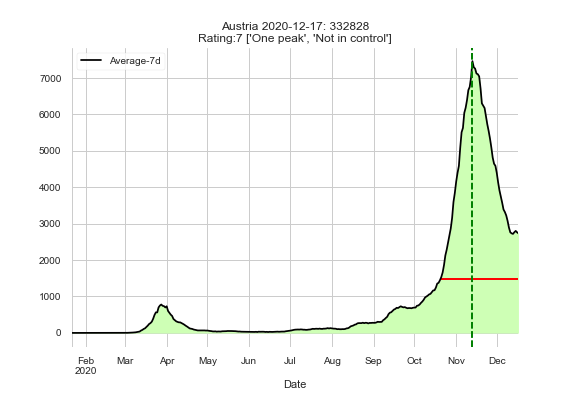 Austria 2020-12-17: 332828
Rating:7 ['One peak', 'Not in control']
Average-7d
7000
6000
5000
4000
3000
2000
1000
0
Feb Mar Apr May Jun Jul Aug Sep Oct Nov Dec
2020
Date